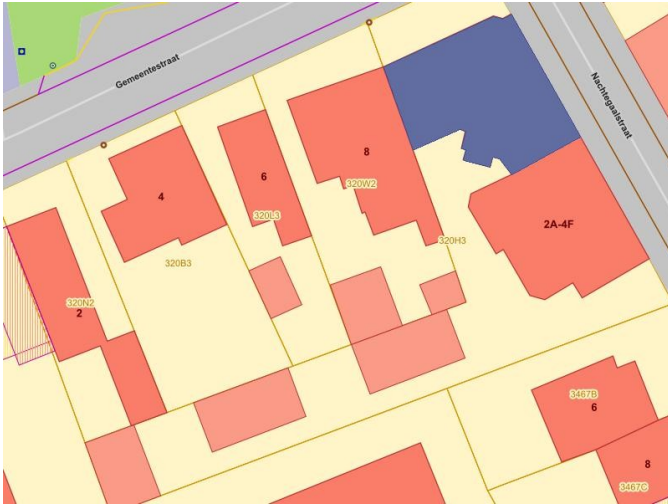 Gemeentestraat
Nachtegaalstraat
8
6
4
320W2
320L3
2A-4F
320H3
320B3
320N2
2
3467B
6
8
3467C